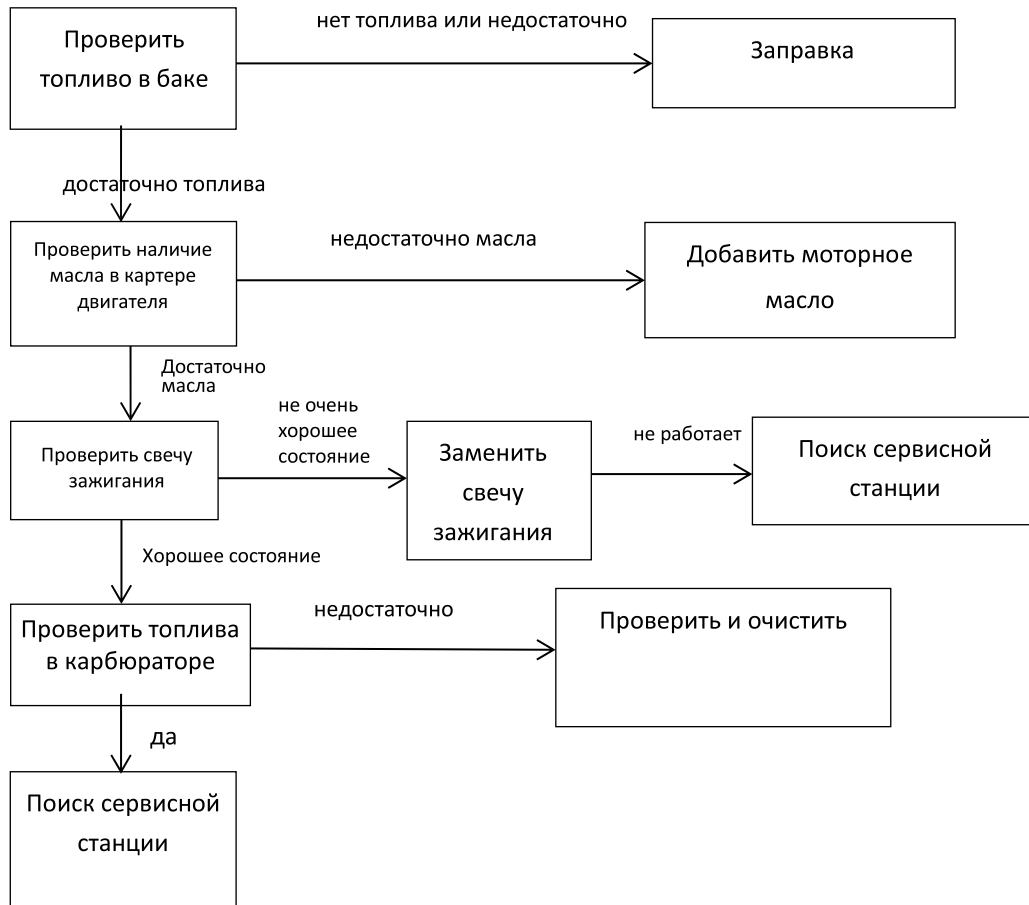 Проверить
топливо в баке
нет топлива или недостаточно
Заправка
достаточно топлива
Проверить наличие
масла в картере
двигателя
недостаточно масла
Добавить моторное
масло
Достаточно
масла
Проверить свечу
зажигания
не очень
хорошее
состояние
Заменить
свечу
зажигания
не работает
Поиск сервисной
станции
Хорошее состояние
Проверить топлива
в карбюраторе
недостаточно
Проверить и очистить
да
Поиск сервисной
станции